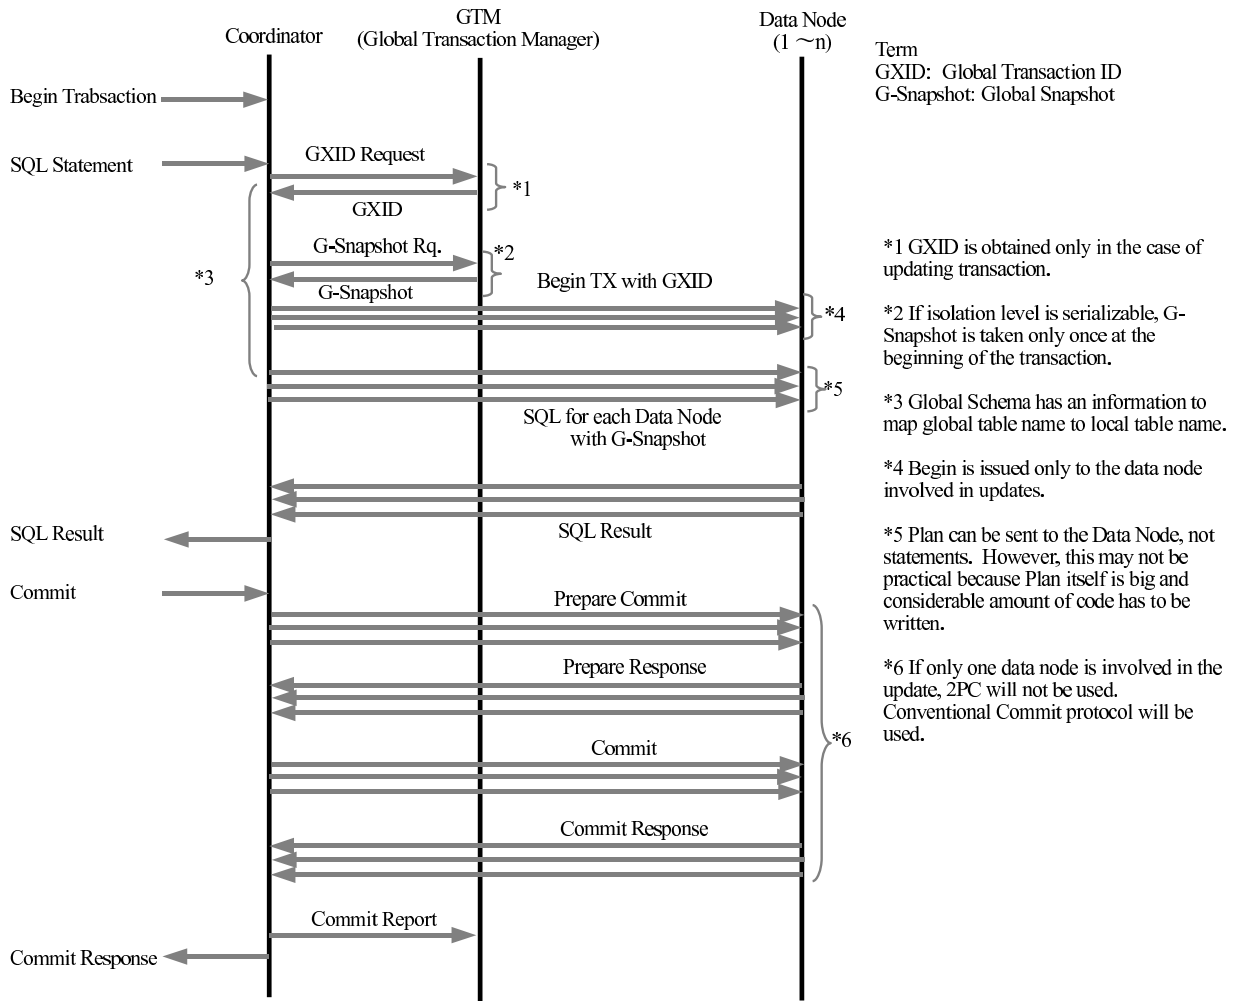 GTM
(Global Transaction Manager)
Coordinator
Data Node
(1 ～n)
Term
GXID:  Global Transaction ID
G-Snapshot: Global Snapshot
Begin Trabsaction
SQL Statement
GXID Request
*1
GXID
G-Snapshot Rq.
*2
*3
G-Snapshot
Begin TX with GXID
*4
*5
SQL for each Data Node
with G-Snapshot
SQL Result
SQL Result
Commit
Prepare Commit
Prepare Response
*6
Commit
Commit Response
Commit Report
Commit Response
*1 GXID is obtained only in the case of
updating transaction.
*2 If isolation level is serializable, G-
Snapshot is taken only once at the
beginning of the transaction.
*3 Global Schema has an information to
map global table name to local table name.
*4 Begin is issued only to the data node
involved in updates.
*5 Plan can be sent to the Data Node, not
statements.  However, this may not be
practical because Plan itself is big and
considerable amount of code has to be
written.
*6 If only one data node is involved in the
update, 2PC will not be used.
Conventional Commit protocol will be
used.